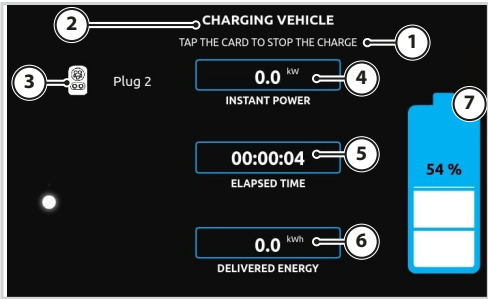 2
CHARGING VEHICLE
TAP THE CARD TO STOP THE CHARGE
1
3
Plug 2
0.0 kW
4
INSTANT POWER
7
00:00:04
5
ELAPSED TIME
54 %
0.0 kWh
6
DELIVERED ENERGY